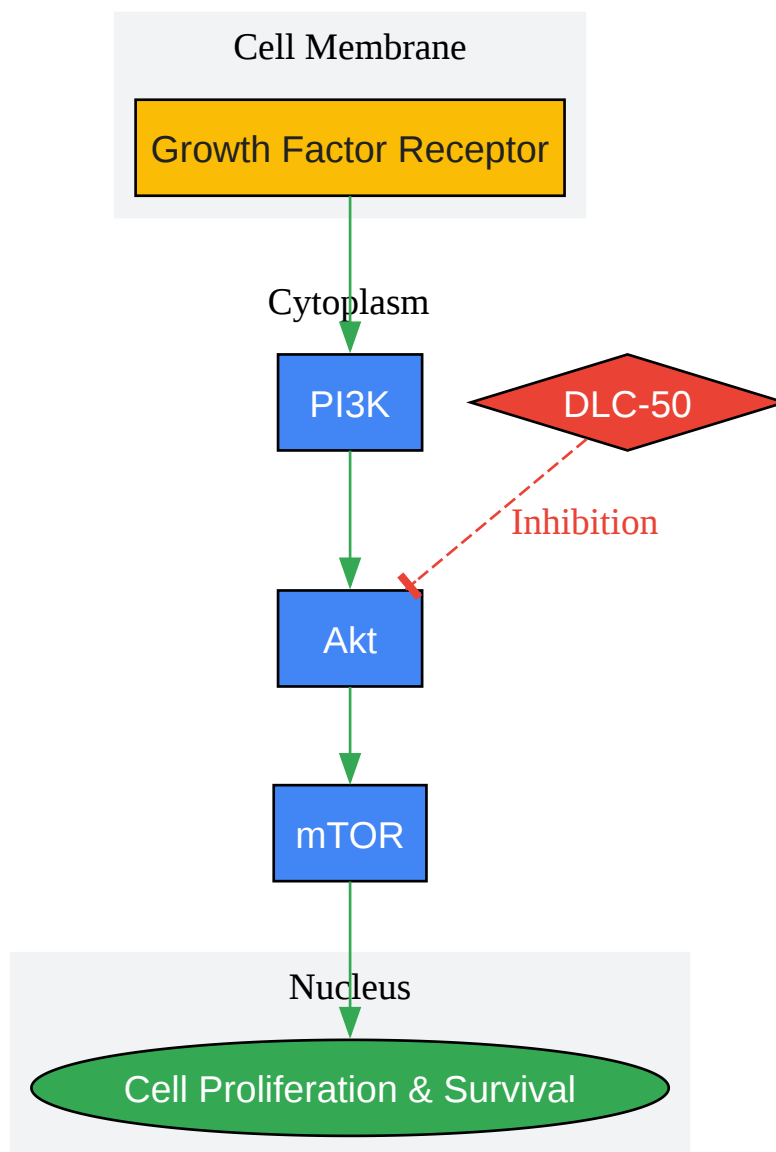 Cell Membrane
Growth Factor Receptor
Cytoplasm
PI3K
DLC-50
Inhibition
Akt
mTOR
Nucleus
Cell Proliferation & Survival